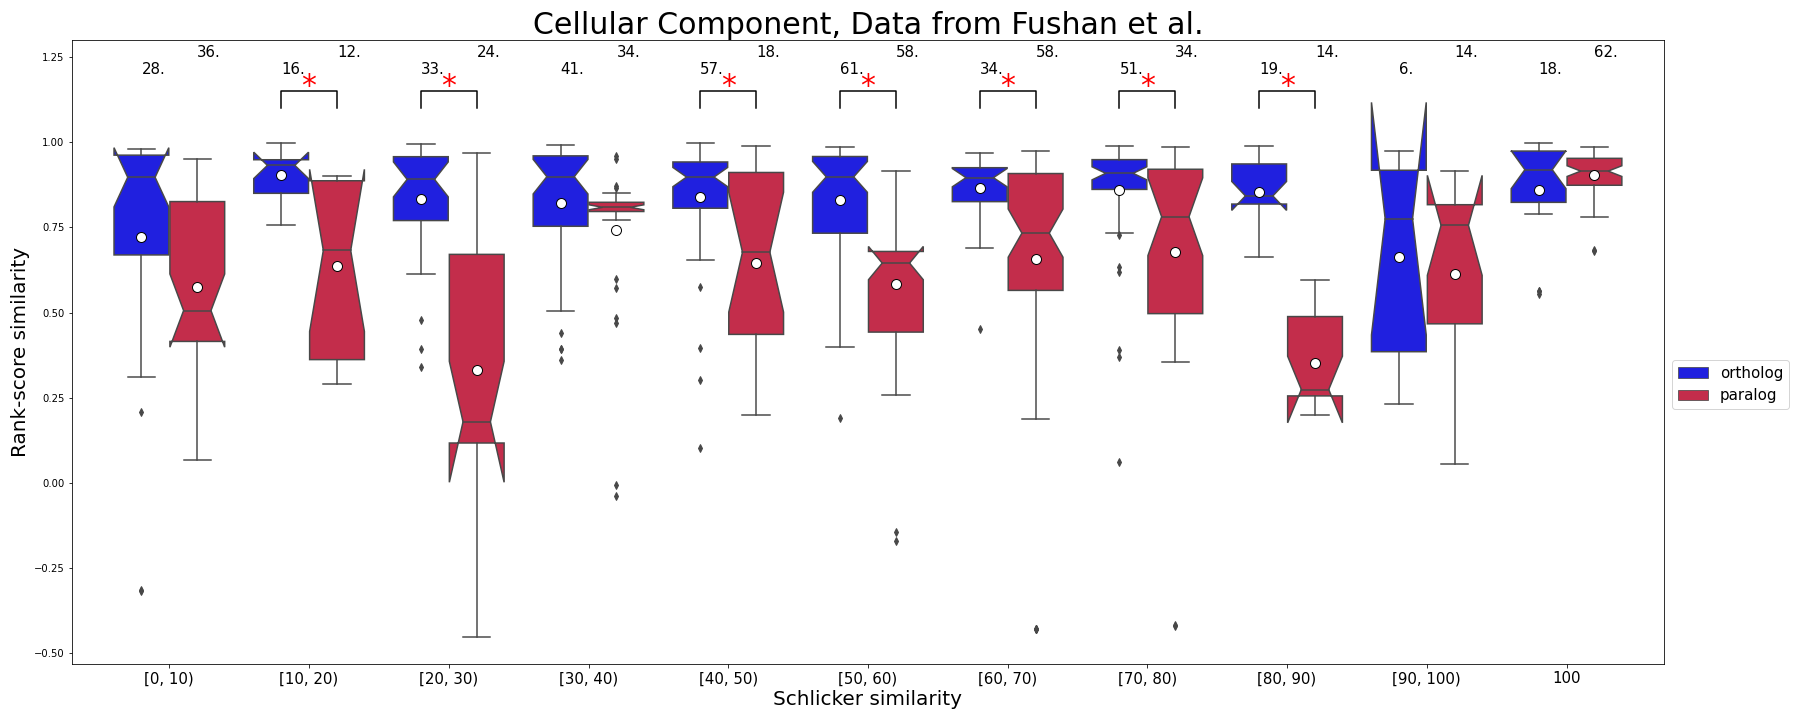 Cellular Component, Data from Fushan et al.
36. 12. 24. 34. 18. 58. 58. 34. 14. 14. 62.
28. 16. 33. 41. 57. 61. 34. 51. 19. 6. 18.
* * * * * * *
1.25
1.00
0.75
0.50
0.25
0.00
−0.25
−0.50
Rank-score similarity
ortholog
paralog
[0, 10) [10, 20) [20, 30) [30, 40) [40, 50) [50, 60) [60, 70) [70, 80) [80, 90) [90, 100) 100
Schlicker similarity